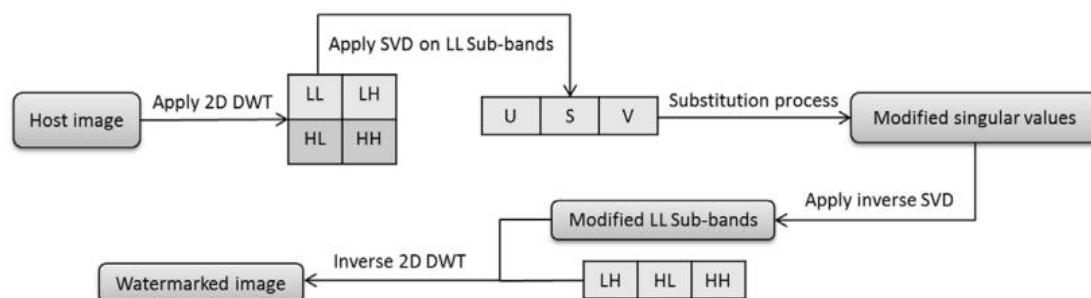 Apply SVD on LL Sub-bands
Host image
Apply 2D DWT
LL LH
HL HH
U S V
Substitution process
Modified singular values
Apply inverse SVD
Modified LL Sub-bands
Inverse 2D DWT
Watermarked image
LH HL HH